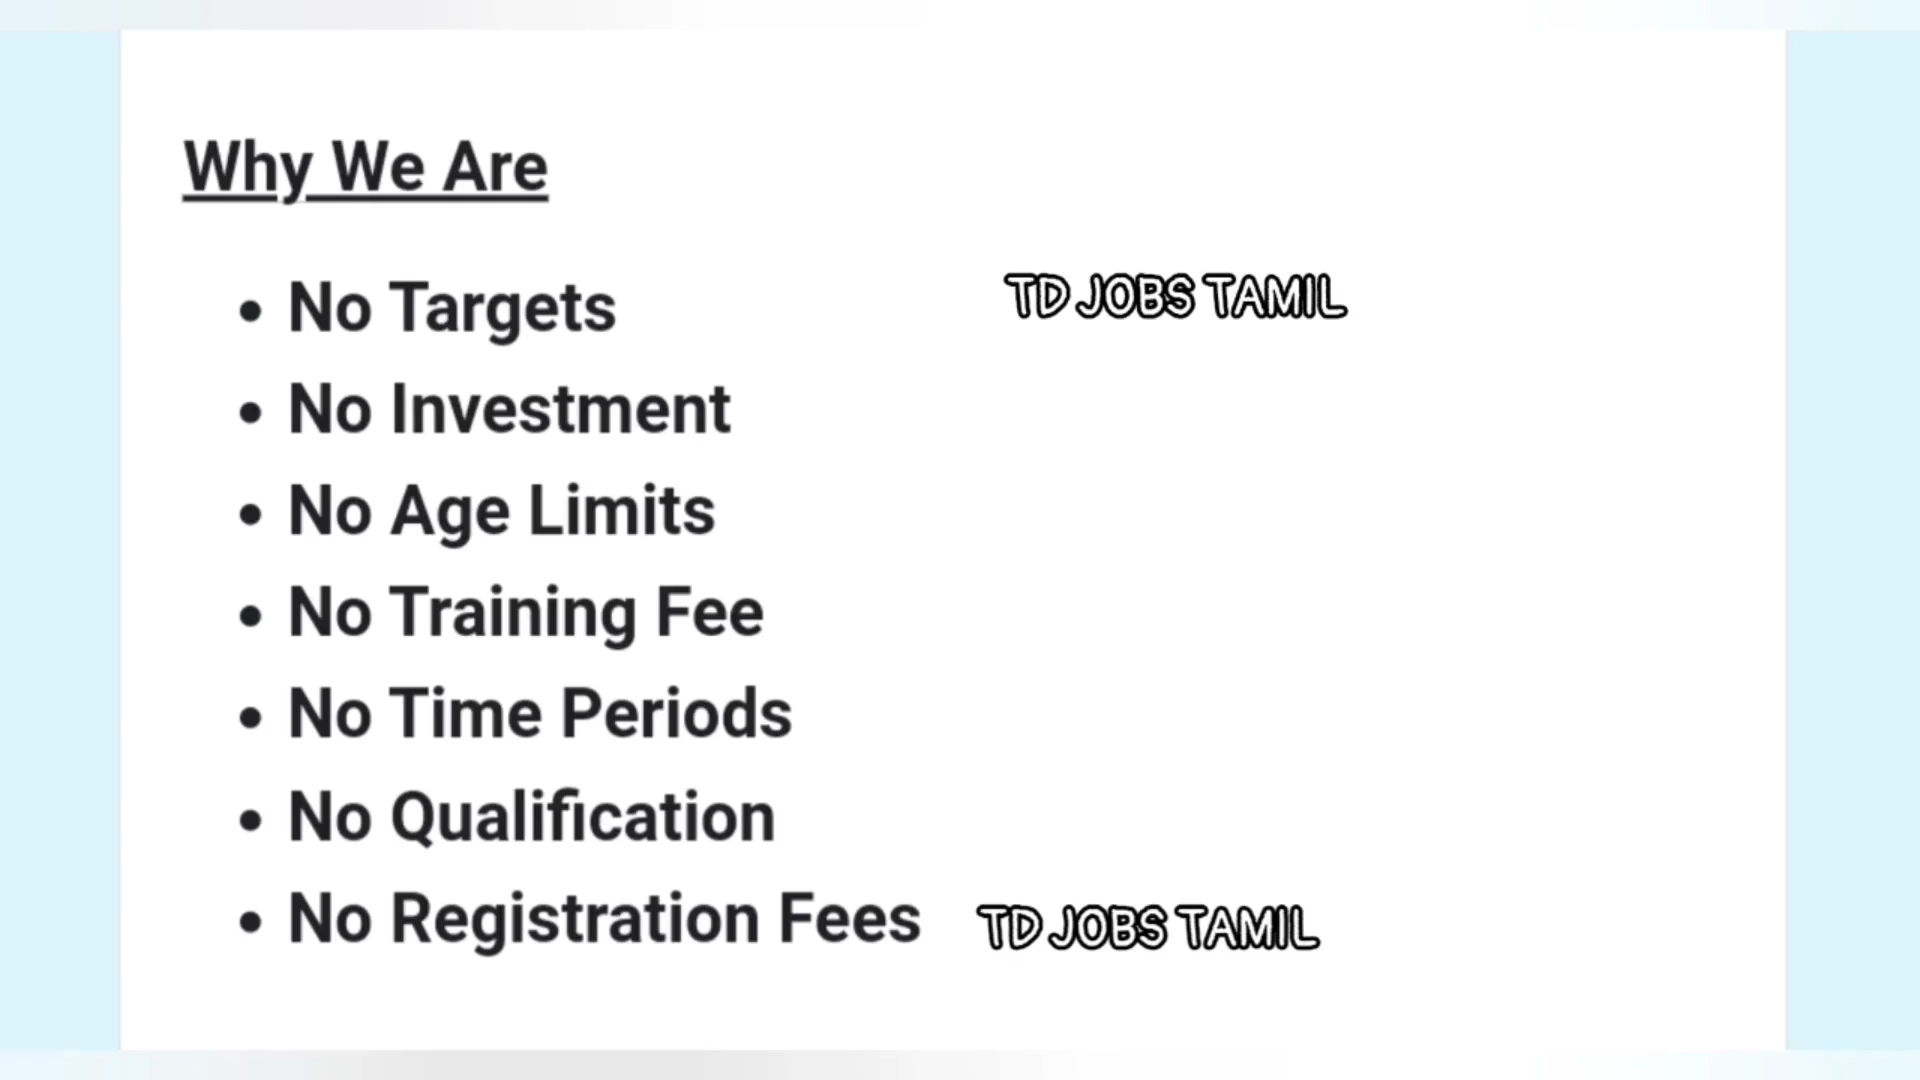 Why We Are
• No Targets
TD JOBS TAMIL
• No Investment
• No Age Limits
• No Training Fee
• No Time Periods
• No Qualification
• No Registration Fees
TD JOBS TAMIL